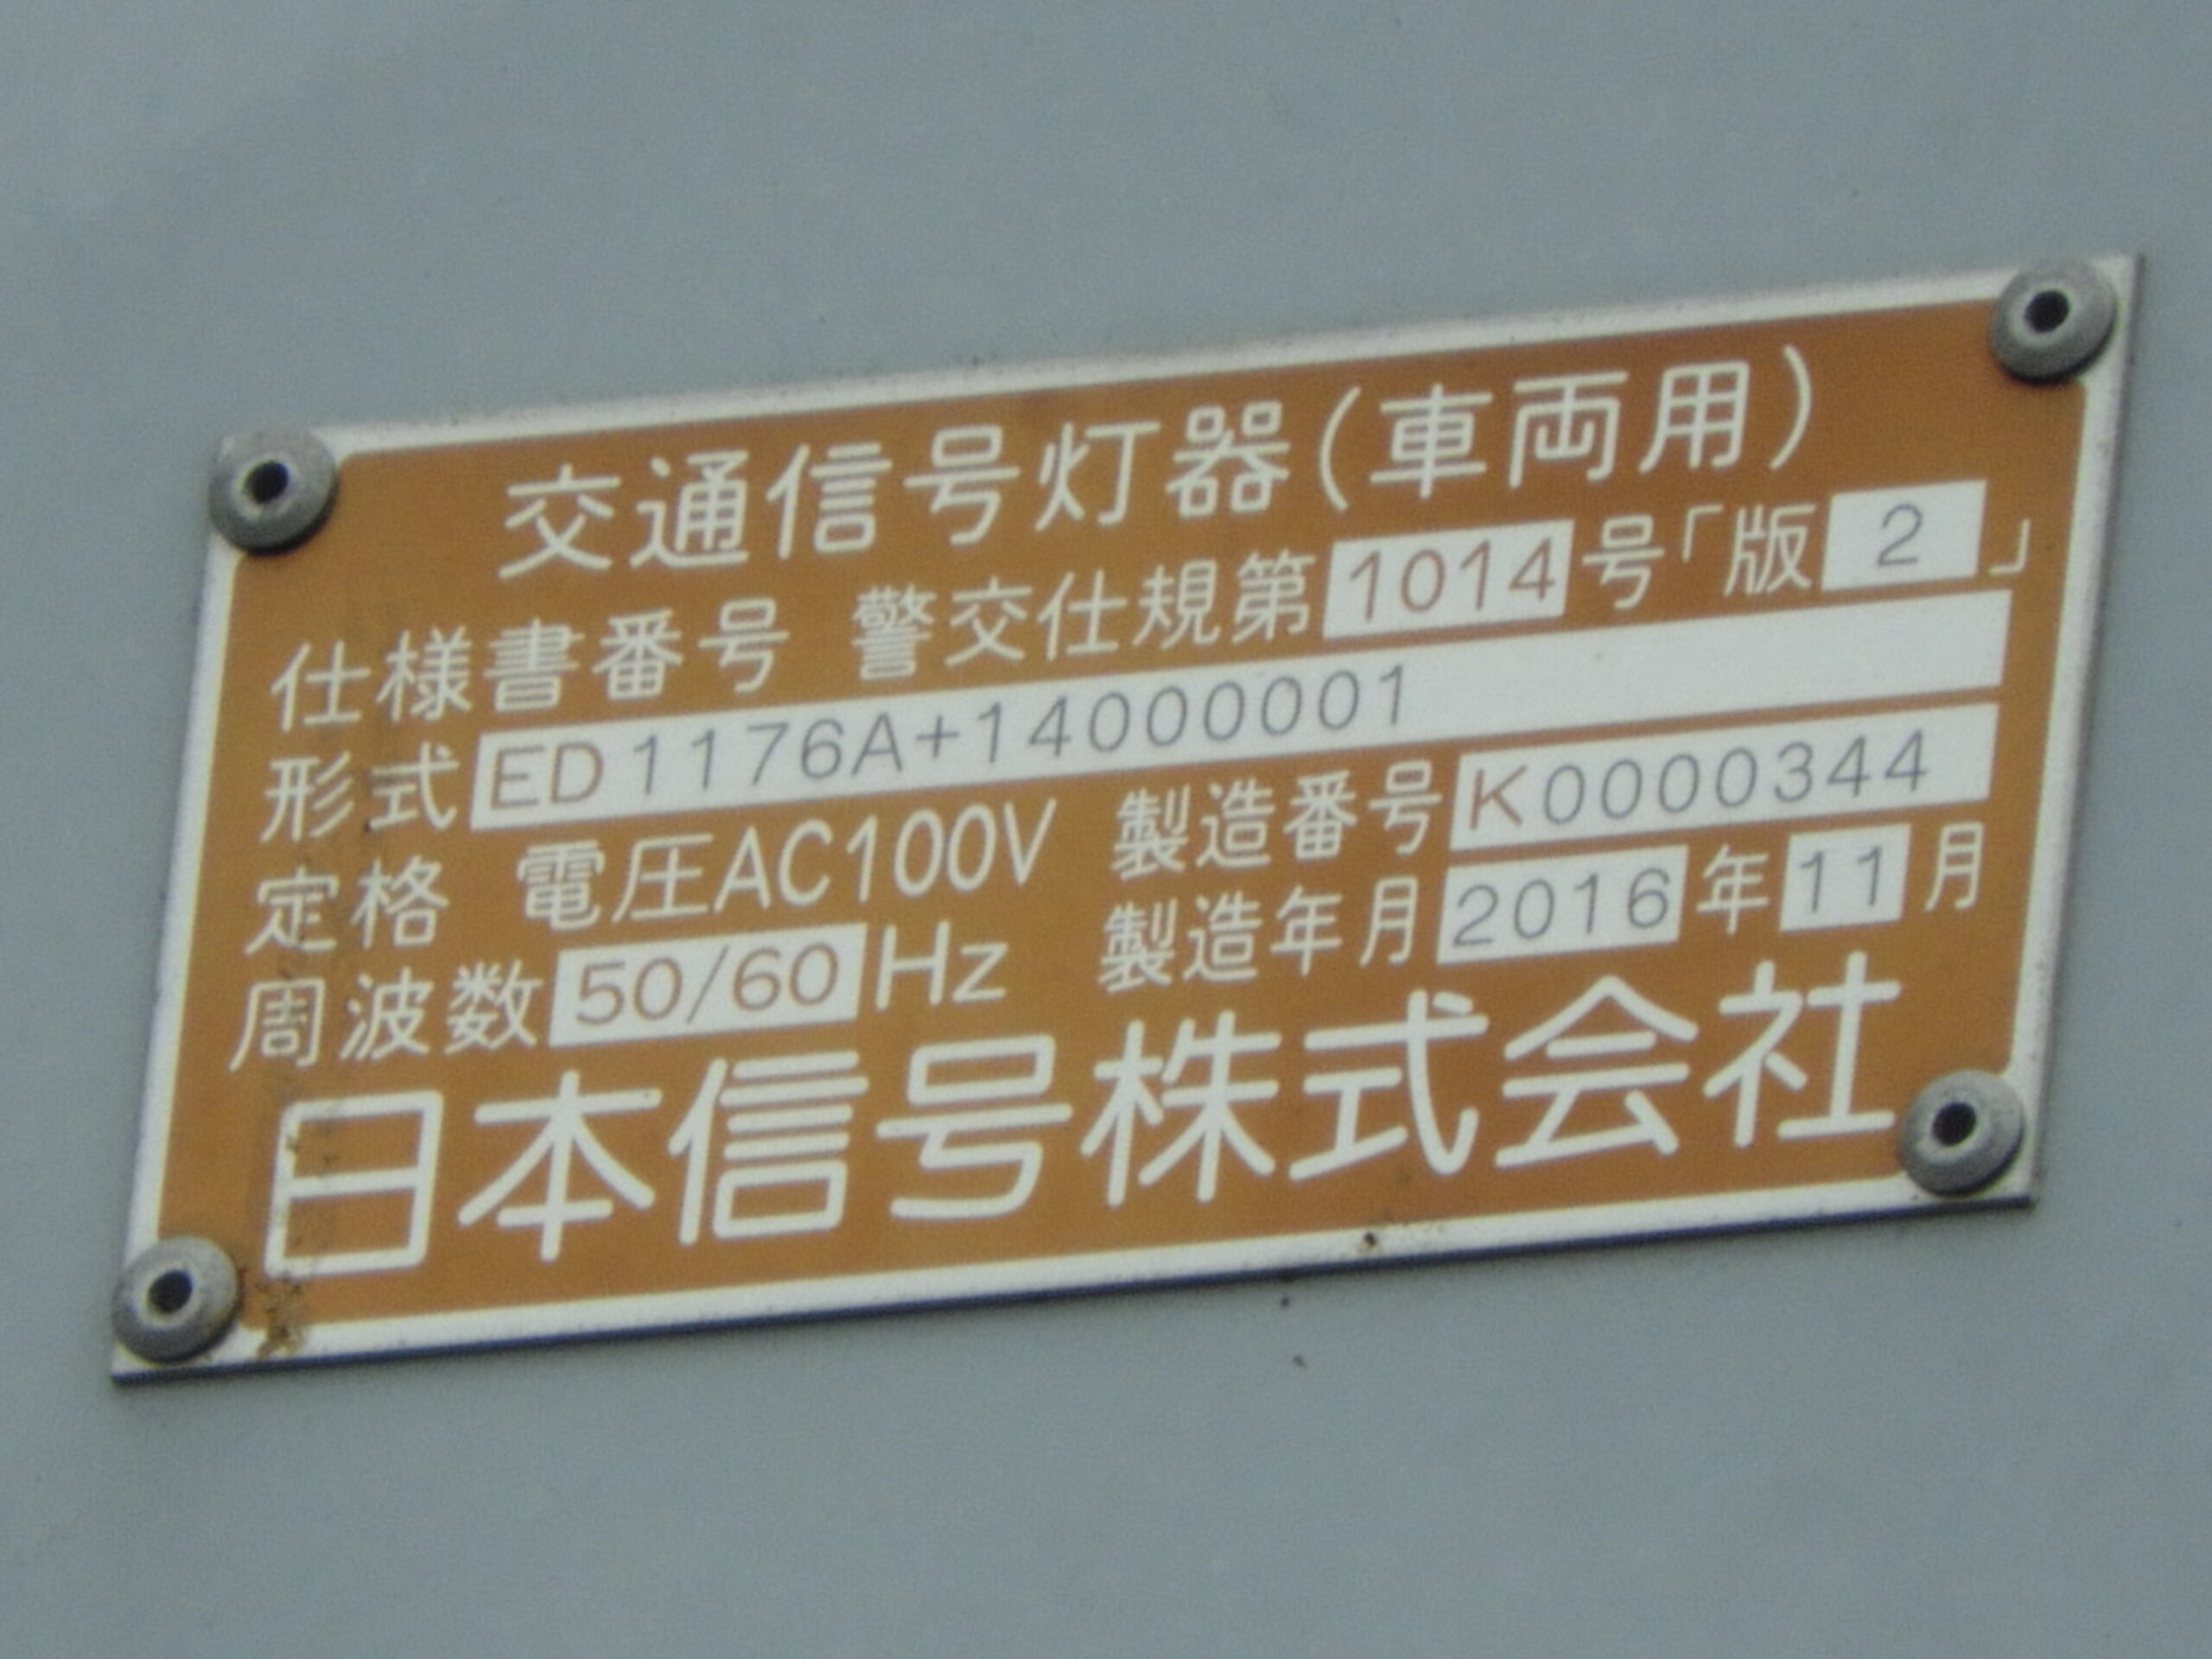 交通信号灯器(車両用)
仕様書番号 警交仕規第1014号「版2」
形式 ED1176A+14000001
定格 電圧AC100V 製造番号 K0000344
周波数 50/60Hz 製造年月 2016年11月
日本信号株式会社